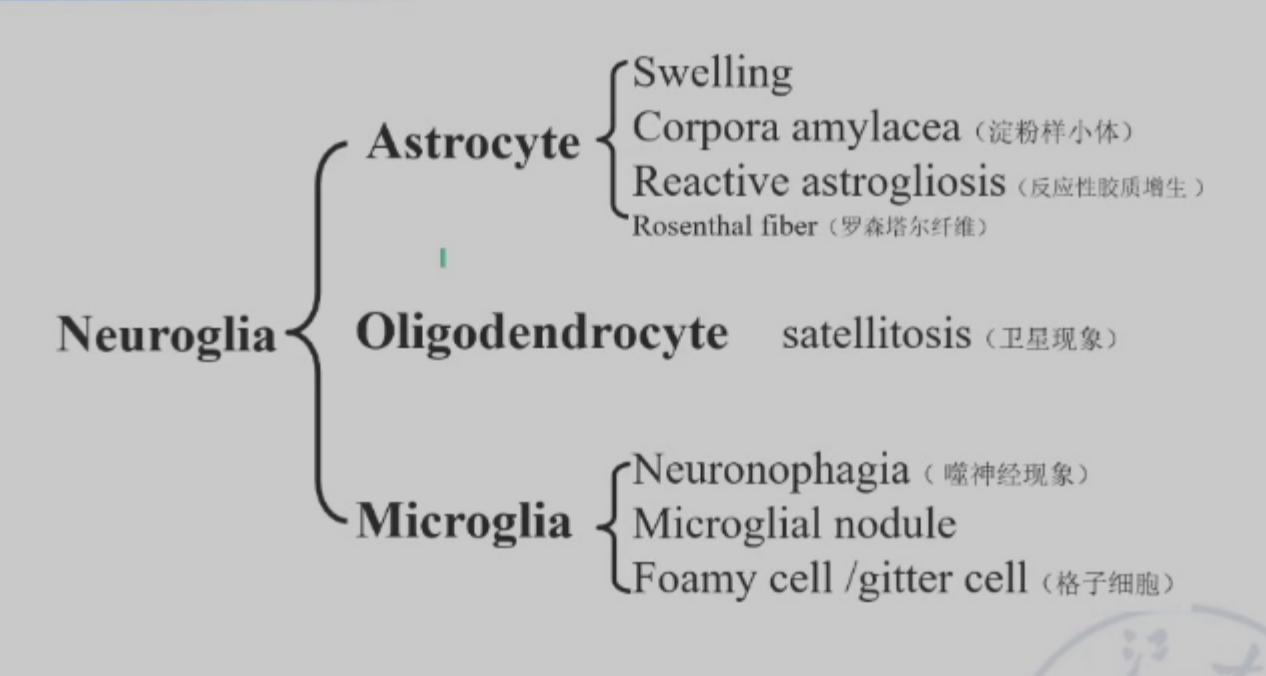 Swelling
Astrocyte
Corpora amylacea（淀粉样小体）
Reactive astrogliosis（反应性胶质增生 ）
Rosenthal fiber（罗森塔尔纤维）
Neuroglia
Oligodendrocyte satellitosis（卫星现象）
Neuronophagia（ 噬神经现象）
Microglia
Microglial nodule
Foamy cell /gitter cell（格子细胞）